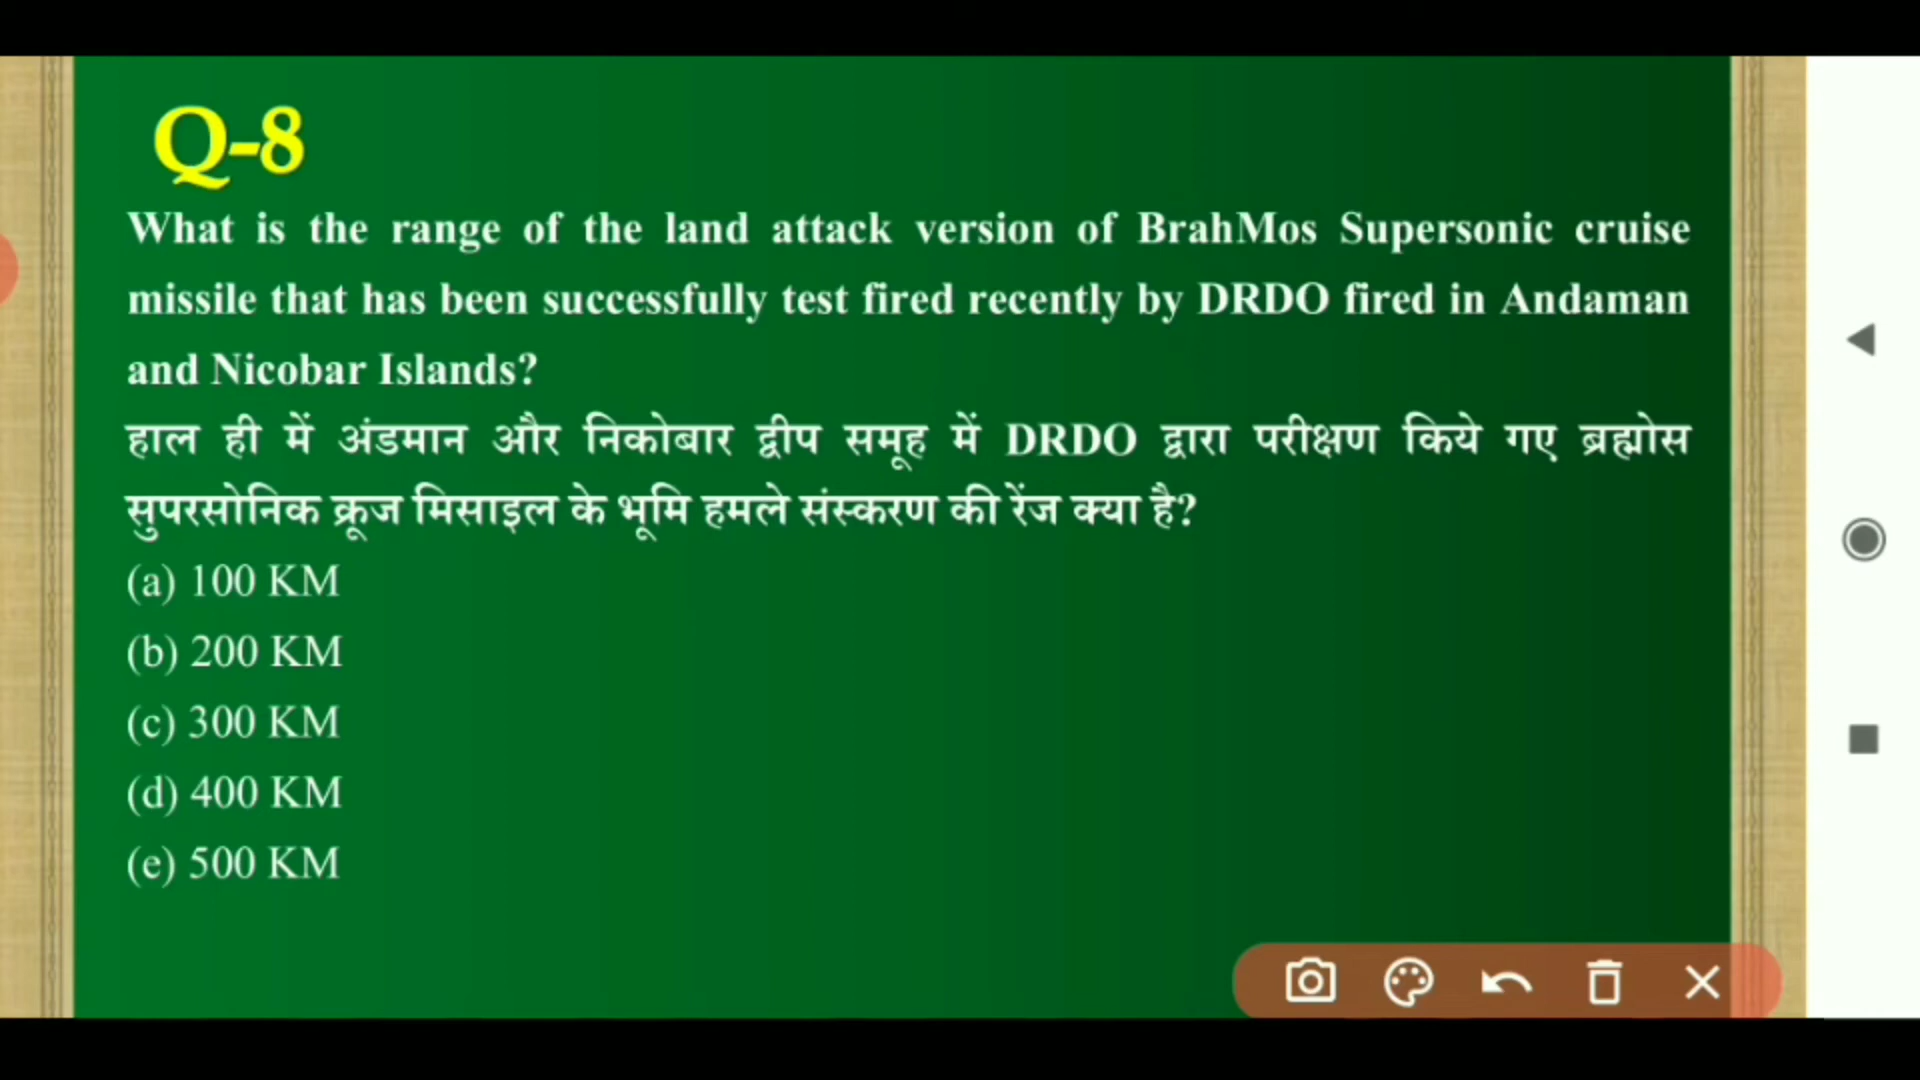 Q-8
What is the range of the land attack version of BrahMos Supersonic cruise
missile that has been successfully test fired recently by DRDO fired in Andaman
and Nicobar Islands?
हाल ही में अंडमान और निकोबार द्वीप समूह में DRDO द्वारा परीक्षण किये गए ब्रह्मोस
सुपरसोनिक क्रूज मिसाइल के भूमि हमले संस्करण की रेंज क्या है?
(a) 100 KM
(b) 200 KM
(c) 300 KM
(d) 400 KM
(e) 500 KM